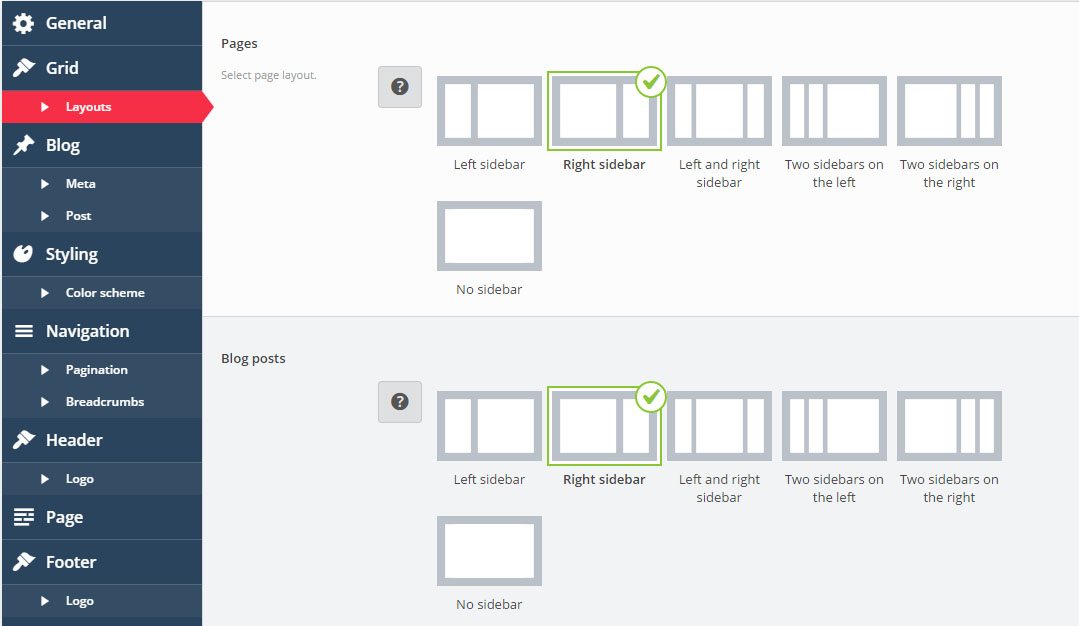 General
Grid
Layouts
Blog
Meta
Post
Styling
Color scheme
Navigation
Pagination
Breadcrumbs
Header
Logo
Page
Footer
Logo
Pages
Select page layout.
?
Left sidebar
Right sidebar
Left and right
sidebar
Two sidebars on
the left
Two sidebars on
the right
No sidebar
Blog posts
?
Left sidebar
Right sidebar
Left and right
sidebar
Two sidebars on
the left
Two sidebars on
the right
No sidebar